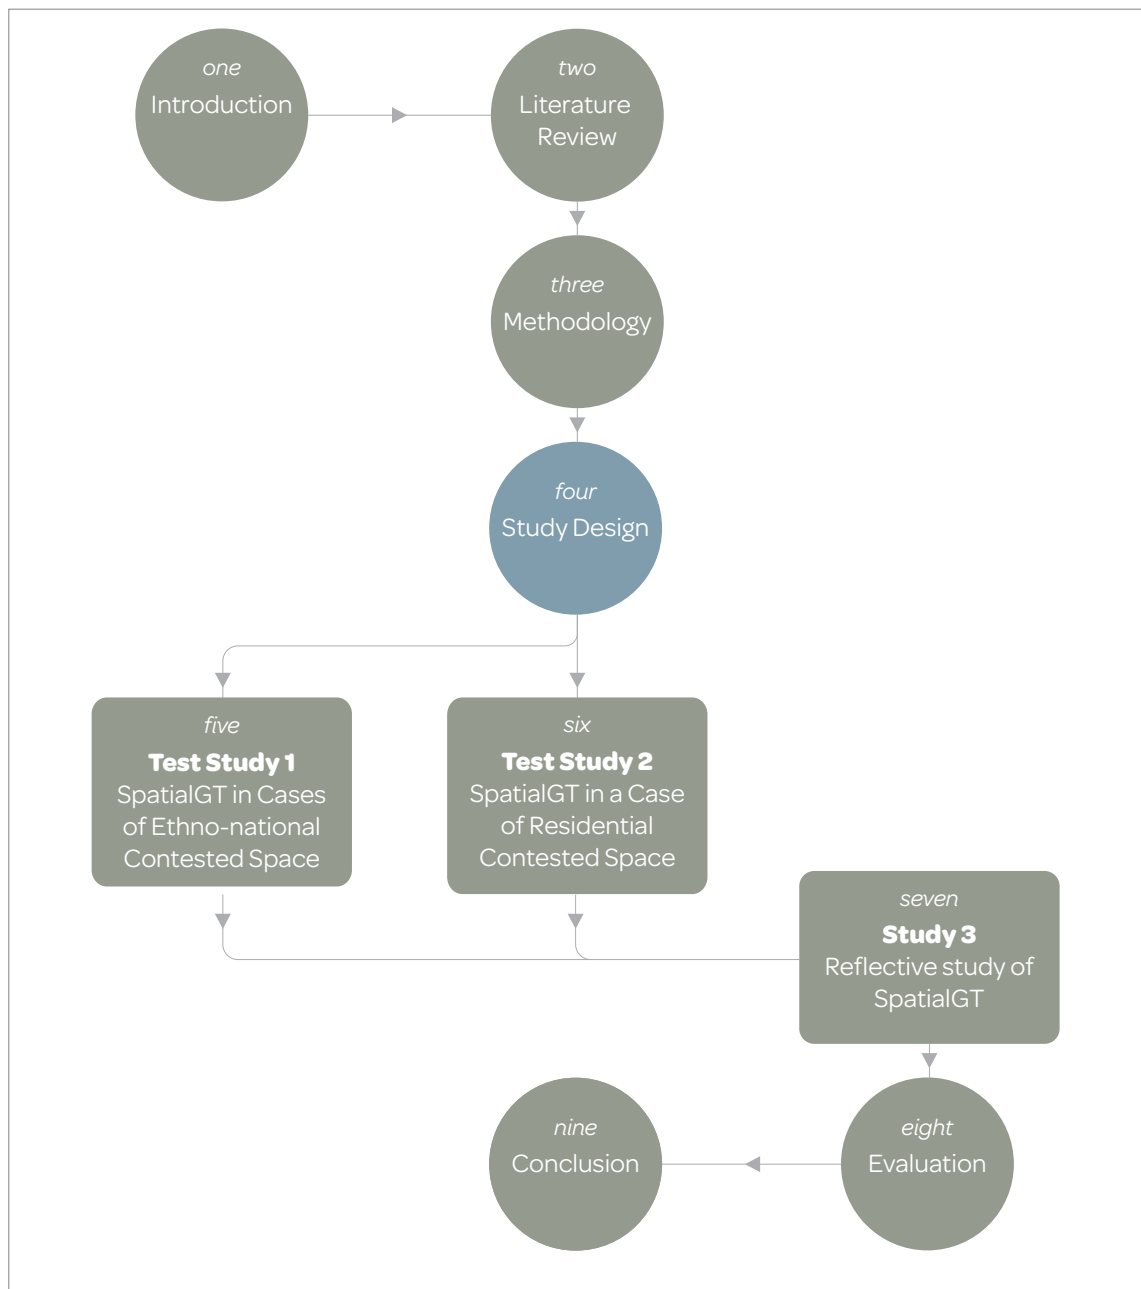 one
Introduction
two
Literature
Review
three
Methodology
four
Study Design
five
Test Study 1
SpatialGT in Cases
of Ethno-national
Contested Space
six
Test Study 2
SpatialGT in a Case
of Residential
Contested Space
seven
Study 3
Reflective study of
SpatialGT
eight
Evaluation
nine
Conclusion